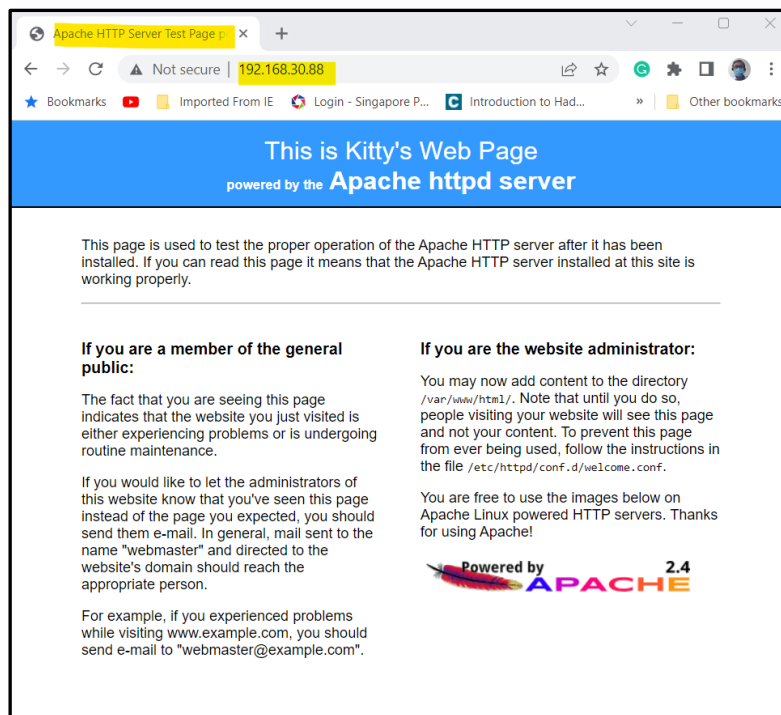 Apache HTTP Server Test Page p
Not secure
192.168.30.88
Bookmarks
Imported From IE
Login - Singapore P...
Introduction to Had...
»
Other bookmarks
This is Kitty's Web Page
powered by the Apache httpd server
This page is used to test the proper operation of the Apache HTTP server after it has been
installed. If you can read this page it means that the Apache HTTP server installed at this site is
working properly.
If you are a member of the general
public:
The fact that you are seeing this page
indicates that the website you just visited is
either experiencing problems or is undergoing
routine maintenance.
If you would like to let the administrators of
this website know that you've seen this page
instead of the page you expected, you should
send them e-mail. In general, mail sent to the
name "webmaster" and directed to the
website's domain should reach the
appropriate person.
For example, if you experienced problems
while visiting www.example.com, you should
send e-mail to "webmaster@example.com".
If you are the website administrator:
You may now add content to the directory
/var/www/html/. Note that until you do so,
people visiting your website will see this page
and not your content. To prevent this page
from ever being used, follow the instructions in
the file /etc/httpd/conf.d/welcome.conf.
You are free to use the images below on
Apache Linux powered HTTP servers. Thanks
for using Apache!
Powered by 2.4
APACHE